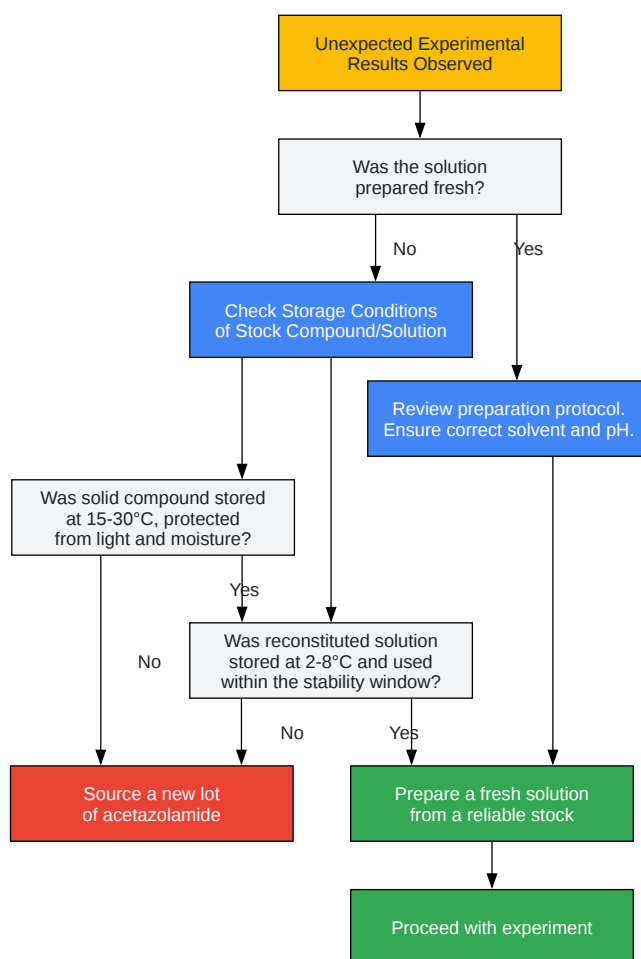 Unexpected Experimental
Results Observed
Was the solution
prepared fresh?
No
Yes
Check Storage Conditions
of Stock Compound/Solution
Review preparation protocol.
Ensure correct solvent and pH.
Was solid compound stored
at 15-30°C, protected
from light and moisture?
Yes
Was reconstituted solution
stored at 2-8°C and used
within the stability window?
No
No
Yes
Source a new lot
of acetazolamide
Prepare a fresh solution
from a reliable stock
Proceed with experiment